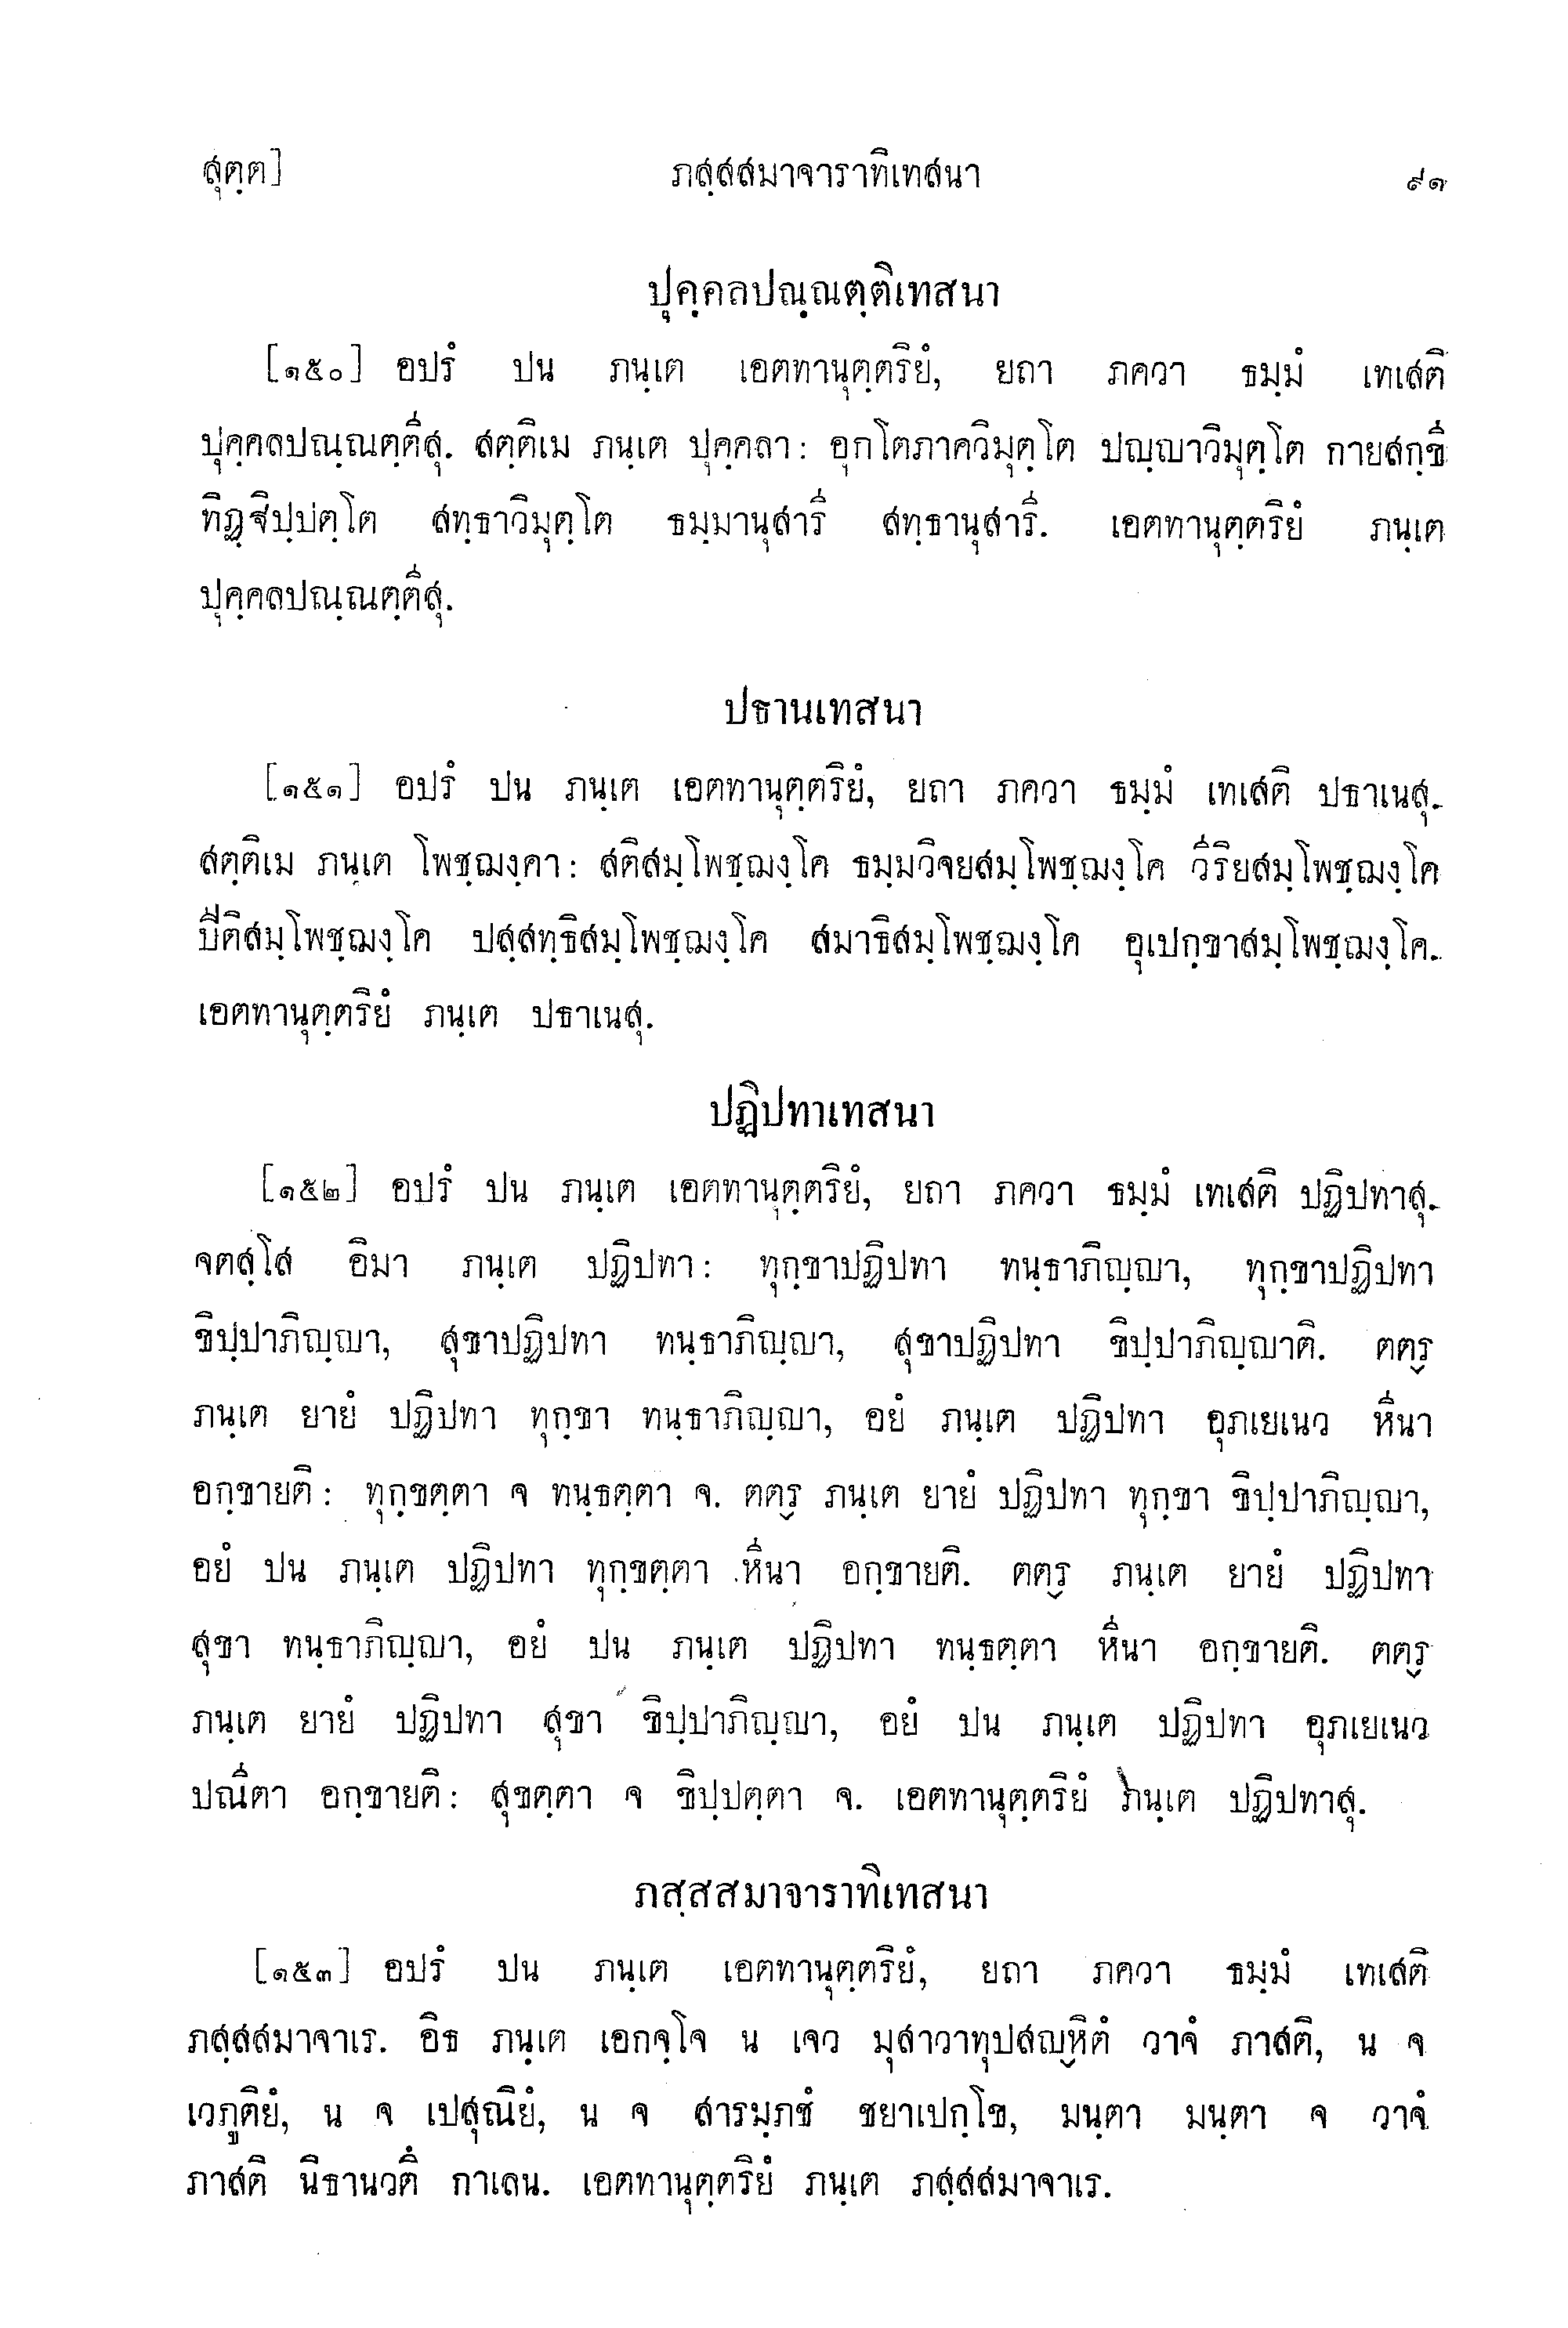 สุตฺต]
ภสฺสสมาจาราทิเทสนา
๙๑
ปุคฺคลปณฺณตฺติเทสนา
[๑๕๐] อปรํ ปน ภนฺเต เอตทานุตฺตริยํ, ยถา ภควา ธมฺมํ เทเสติ
ปุคฺคลปณฺณตฺตีสุ. สตฺติเม ภนฺเต ปุคฺคลา: อุภโตภาควิมุตฺโต ปญฺญาวิมุตฺโต กายสกฺขี
ทิฏฺฐิปฺปตฺโต สทฺธาวิมุตฺโต ธมฺมานุสารี สทฺธานุสารี. เอตทานุตฺตริยํ ภนฺเต
ปุคฺคลปณฺณตฺตีสุ.
ปธานเทสนา
[๑๕๑] อปรํ ปน ภนฺเต เอตทานุตฺตริยํ, ยถา ภควา ธมฺมํ เทเสติ ปธาเนสุ.
สตฺติเม ภนฺเต โพชฺฌงฺคา: สติสมฺโพชฺฌงฺโค ธมฺมวิจยสมฺโพชฺฌงฺโค วีริยสมฺโพชฺฌงฺโค
ปีติสมฺโพชฺฌงฺโค ปสฺสทฺธิสมฺโพชฺฌงฺโค สมาธิสมฺโพชฺฌงฺโค อุเปกฺขาสมฺโพชฺฌงฺโค.
เอตทานุตฺตริยํ ภนฺเต ปธาเนสุ.
ปฏิปทาเทสนา
[๑๕๒] อปรํ ปน ภนฺเต เอตทานุตฺตริยํ, ยถา ภควา ธมฺมํ เทเสติ ปฏิปทาสุ.
จตสฺโส อิมา ภนฺเต ปฏิปทา: ทุกฺขาปฏิปทา ทนฺธาภิญฺญา, ทุกฺขาปฏิปทา
ขิปฺปาภิญฺญา, สุขาปฏิปทา ทนฺธาภิญฺญา, สุขาปฏิปทา ขิปฺปาภิญฺญาติ. ตตฺร
ภนฺเต ยายํ ปฏิปทา ทุกฺขา ทนฺธาภิญฺญา, อยํ ภนฺเต ปฏิปทา อุภเยเนว หีนา
อกฺขายติ: ทุกฺขตฺตา จ ทนฺธตฺตา จ. ตตฺร ภนฺเต ยายํ ปฏิปทา ทุกฺขา ขิปฺปาภิญฺญา,
อยํ ปน ภนฺเต ปฏิปทา ทุกฺขตฺตา หีนา อกฺขายติ. ตตฺร ภนฺเต ยายํ ปฏิปทา
สุขา ทนฺธาภิญฺญา, อยํ ปน ภนฺเต ปฏิปทา ทนฺธตฺตา หีนา อกฺขายติ. ตตฺร
ภนฺเต ยายํ ปฏิปทา สุขา ขิปฺปาภิญฺญา, อยํ ปน ภนฺเต ปฏิปทา อุภเยเนว
ปณีตา อกฺขายติ: สุขตฺตา จ ขิปฺปตฺตา จ. เอตทานุตฺตริยํ ภนฺเต ปฏิปทาสุ.
ภสฺสสมาจาราทิเทสนา
[๑๕๓] อปรํ ปน ภนฺเต เอตทานุตฺตริยํ, ยถา ภควา ธมฺมํ เทเสติ
ภสฺสสมาจาเร. อิธ ภนฺเต เอกจฺโจ น เจว มุสาวาทุปสญฺหิตํ วาจํ ภาสติ, น จ
เวภูติยํ, น จ เปสุณิยํ, น จ สารมฺภชํ ชยาเปกฺโข, มนฺตา มนฺตา จ วาจํ
ภาสติ นิธานวตึ กาเลน. เอตทานุตฺตริยํ ภนฺเต ภสฺสสมาจาเร.